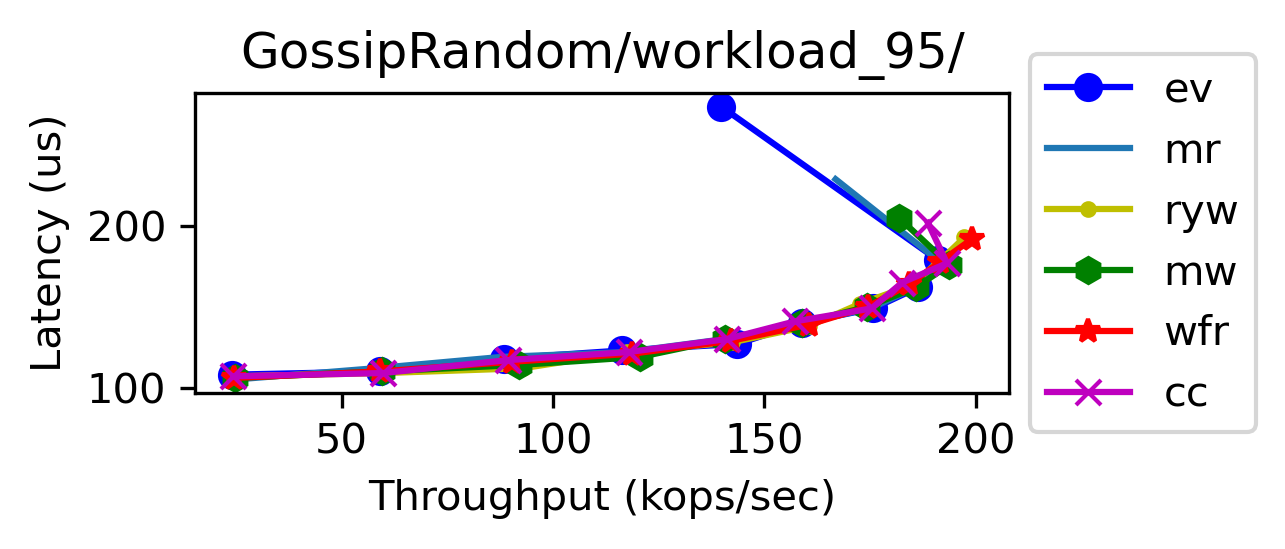 GossipRandom/workload_95/
Latency (us)
200
100
50
100
150
200
Throughput (kops/sec)
ev
mr
ryw
mw
wfr
cc